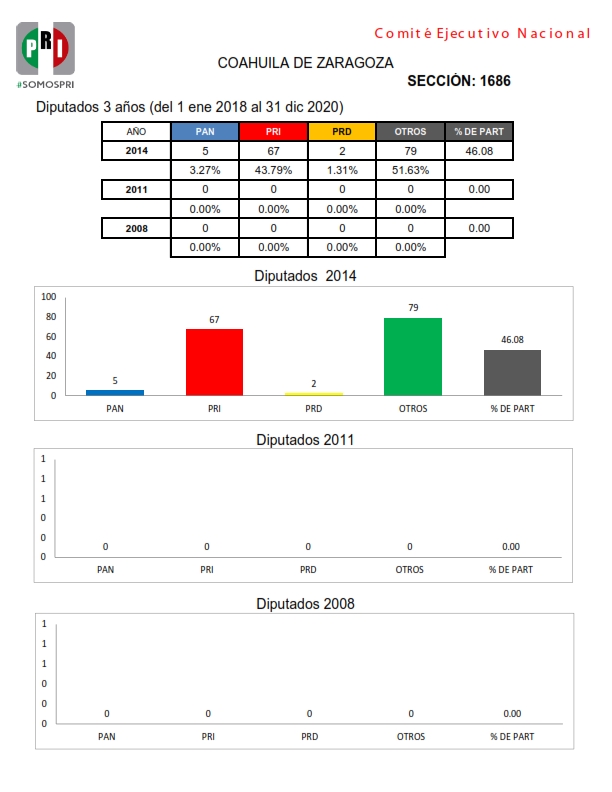 PRI
#SOMOSPRI
Comité Ejecutivo Nacional
COAHUILA DE ZARAGOZA
SECCIÓN: 1686
Diputados 3 años (del 1 ene 2018 al 31 dic 2020)
AÑO PAN PRI PRD OTROS % DE PART
2014 5 67 2 79 46.08
3.27% 43.79% 1.31% 51.63%
2011 0 0 0 0 0.00
0.00% 0.00% 0.00% 0.00%
2008 0 0 0 0 0.00
0.00% 0.00% 0.00% 0.00%
Diputados 2014
100
80
60
40
20
0
5 67 2 79 46.08
PAN PRI PRD OTROS % DE PART
Diputados 2011
1
1
1
0
0
0
0 0 0 0 0.00
PAN PRI PRD OTROS % DE PART
Diputados 2008
1
1
1
0
0
0
0 0 0 0 0.00
PAN PRI PRD OTROS % DE PART